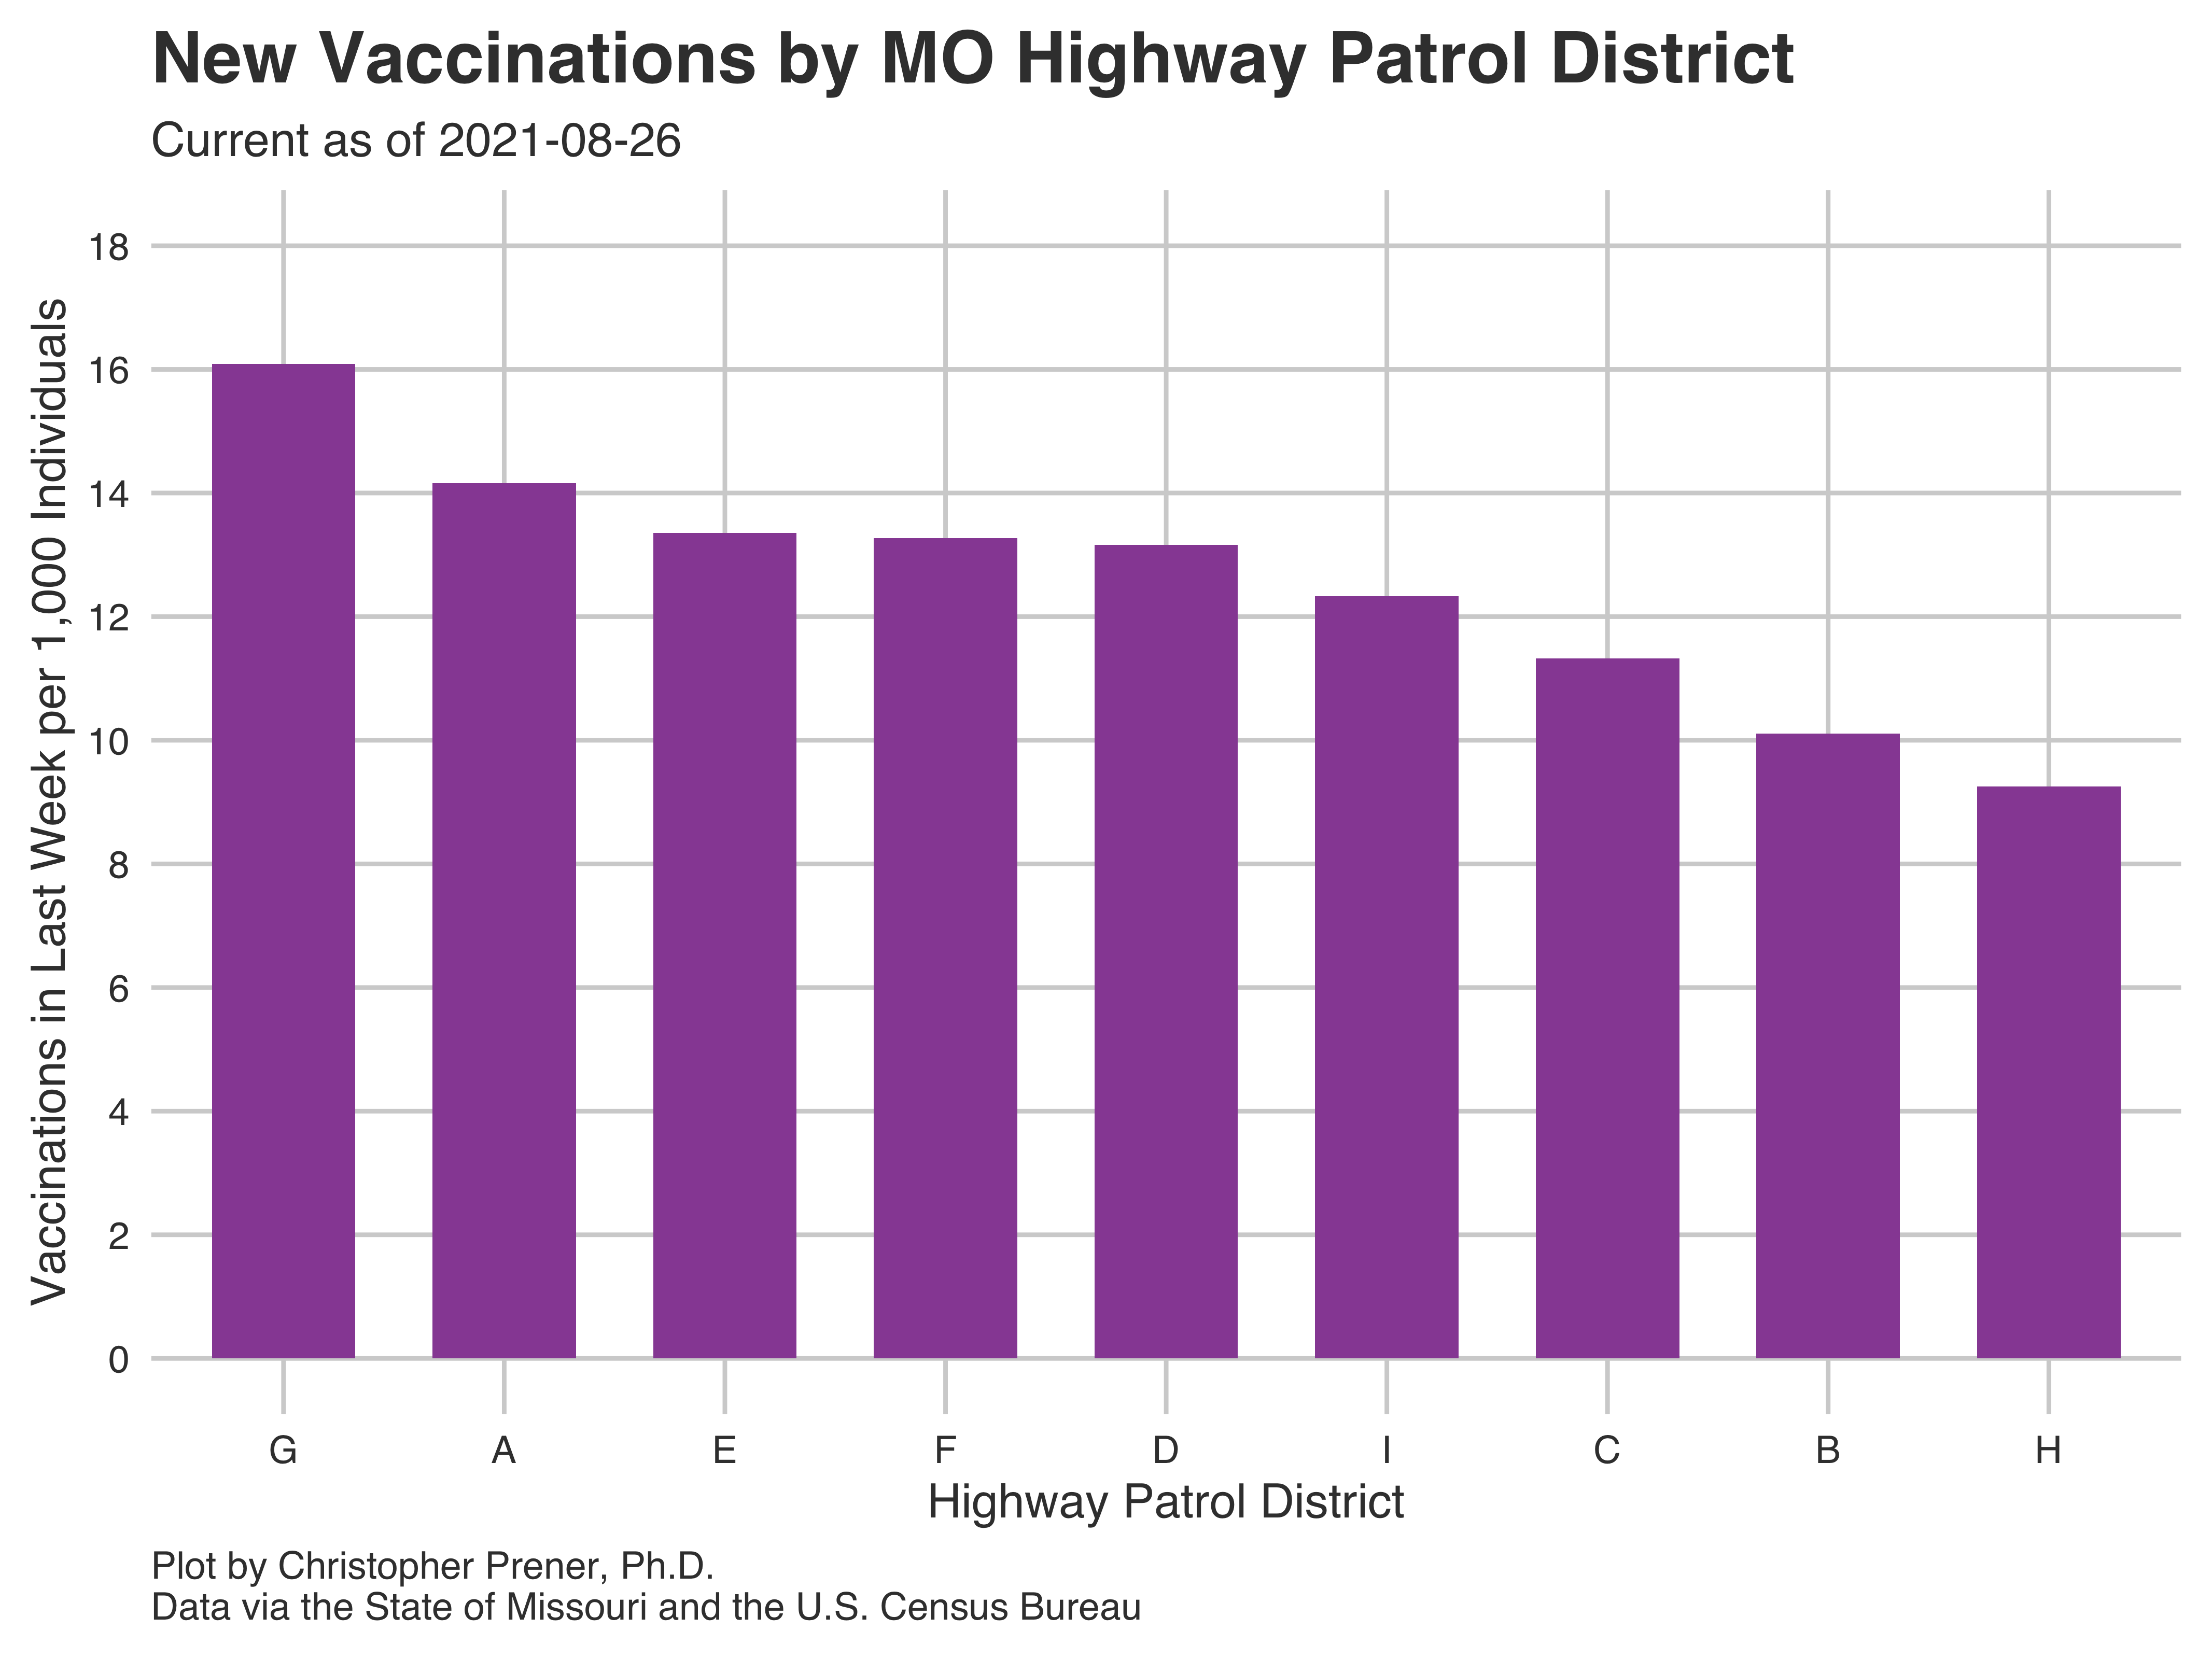 New Vaccinations by MO Highway Patrol District
Current as of 2021-08-26
Vaccinations in Last Week per 1,000 Individuals
18
16
14
12
10
8
6
4
2
0
G A E F D I C B H
Highway Patrol District
Plot by Christopher Prener, Ph.D.
Data via the State of Missouri and the U.S. Census Bureau